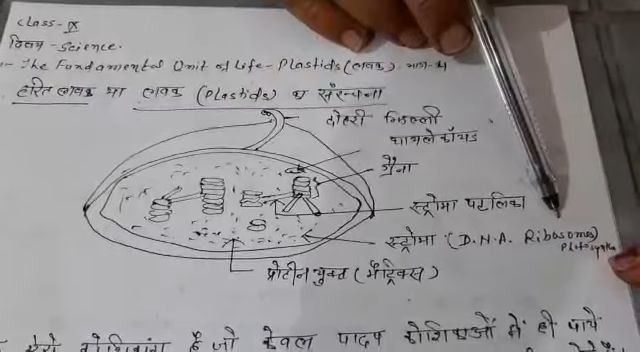 Class - IX
विषय - Science.
The Fundamental Unit of Life - Plastids (लवक) भाग-4
हरित लवक या लवक (Plastids) की संरचना
दोहरी झिल्ली
थायलेकॉयड
ग्रैना
स्ट्रोमा पटलिका
स्ट्रोमा (D.N.A. Ribosomes)
प्रोटीन युक्त (मैट्रिक्स)
ऐसे कोशिकांग हैं जो केवल पादप कोशिकाओं में ही पाये